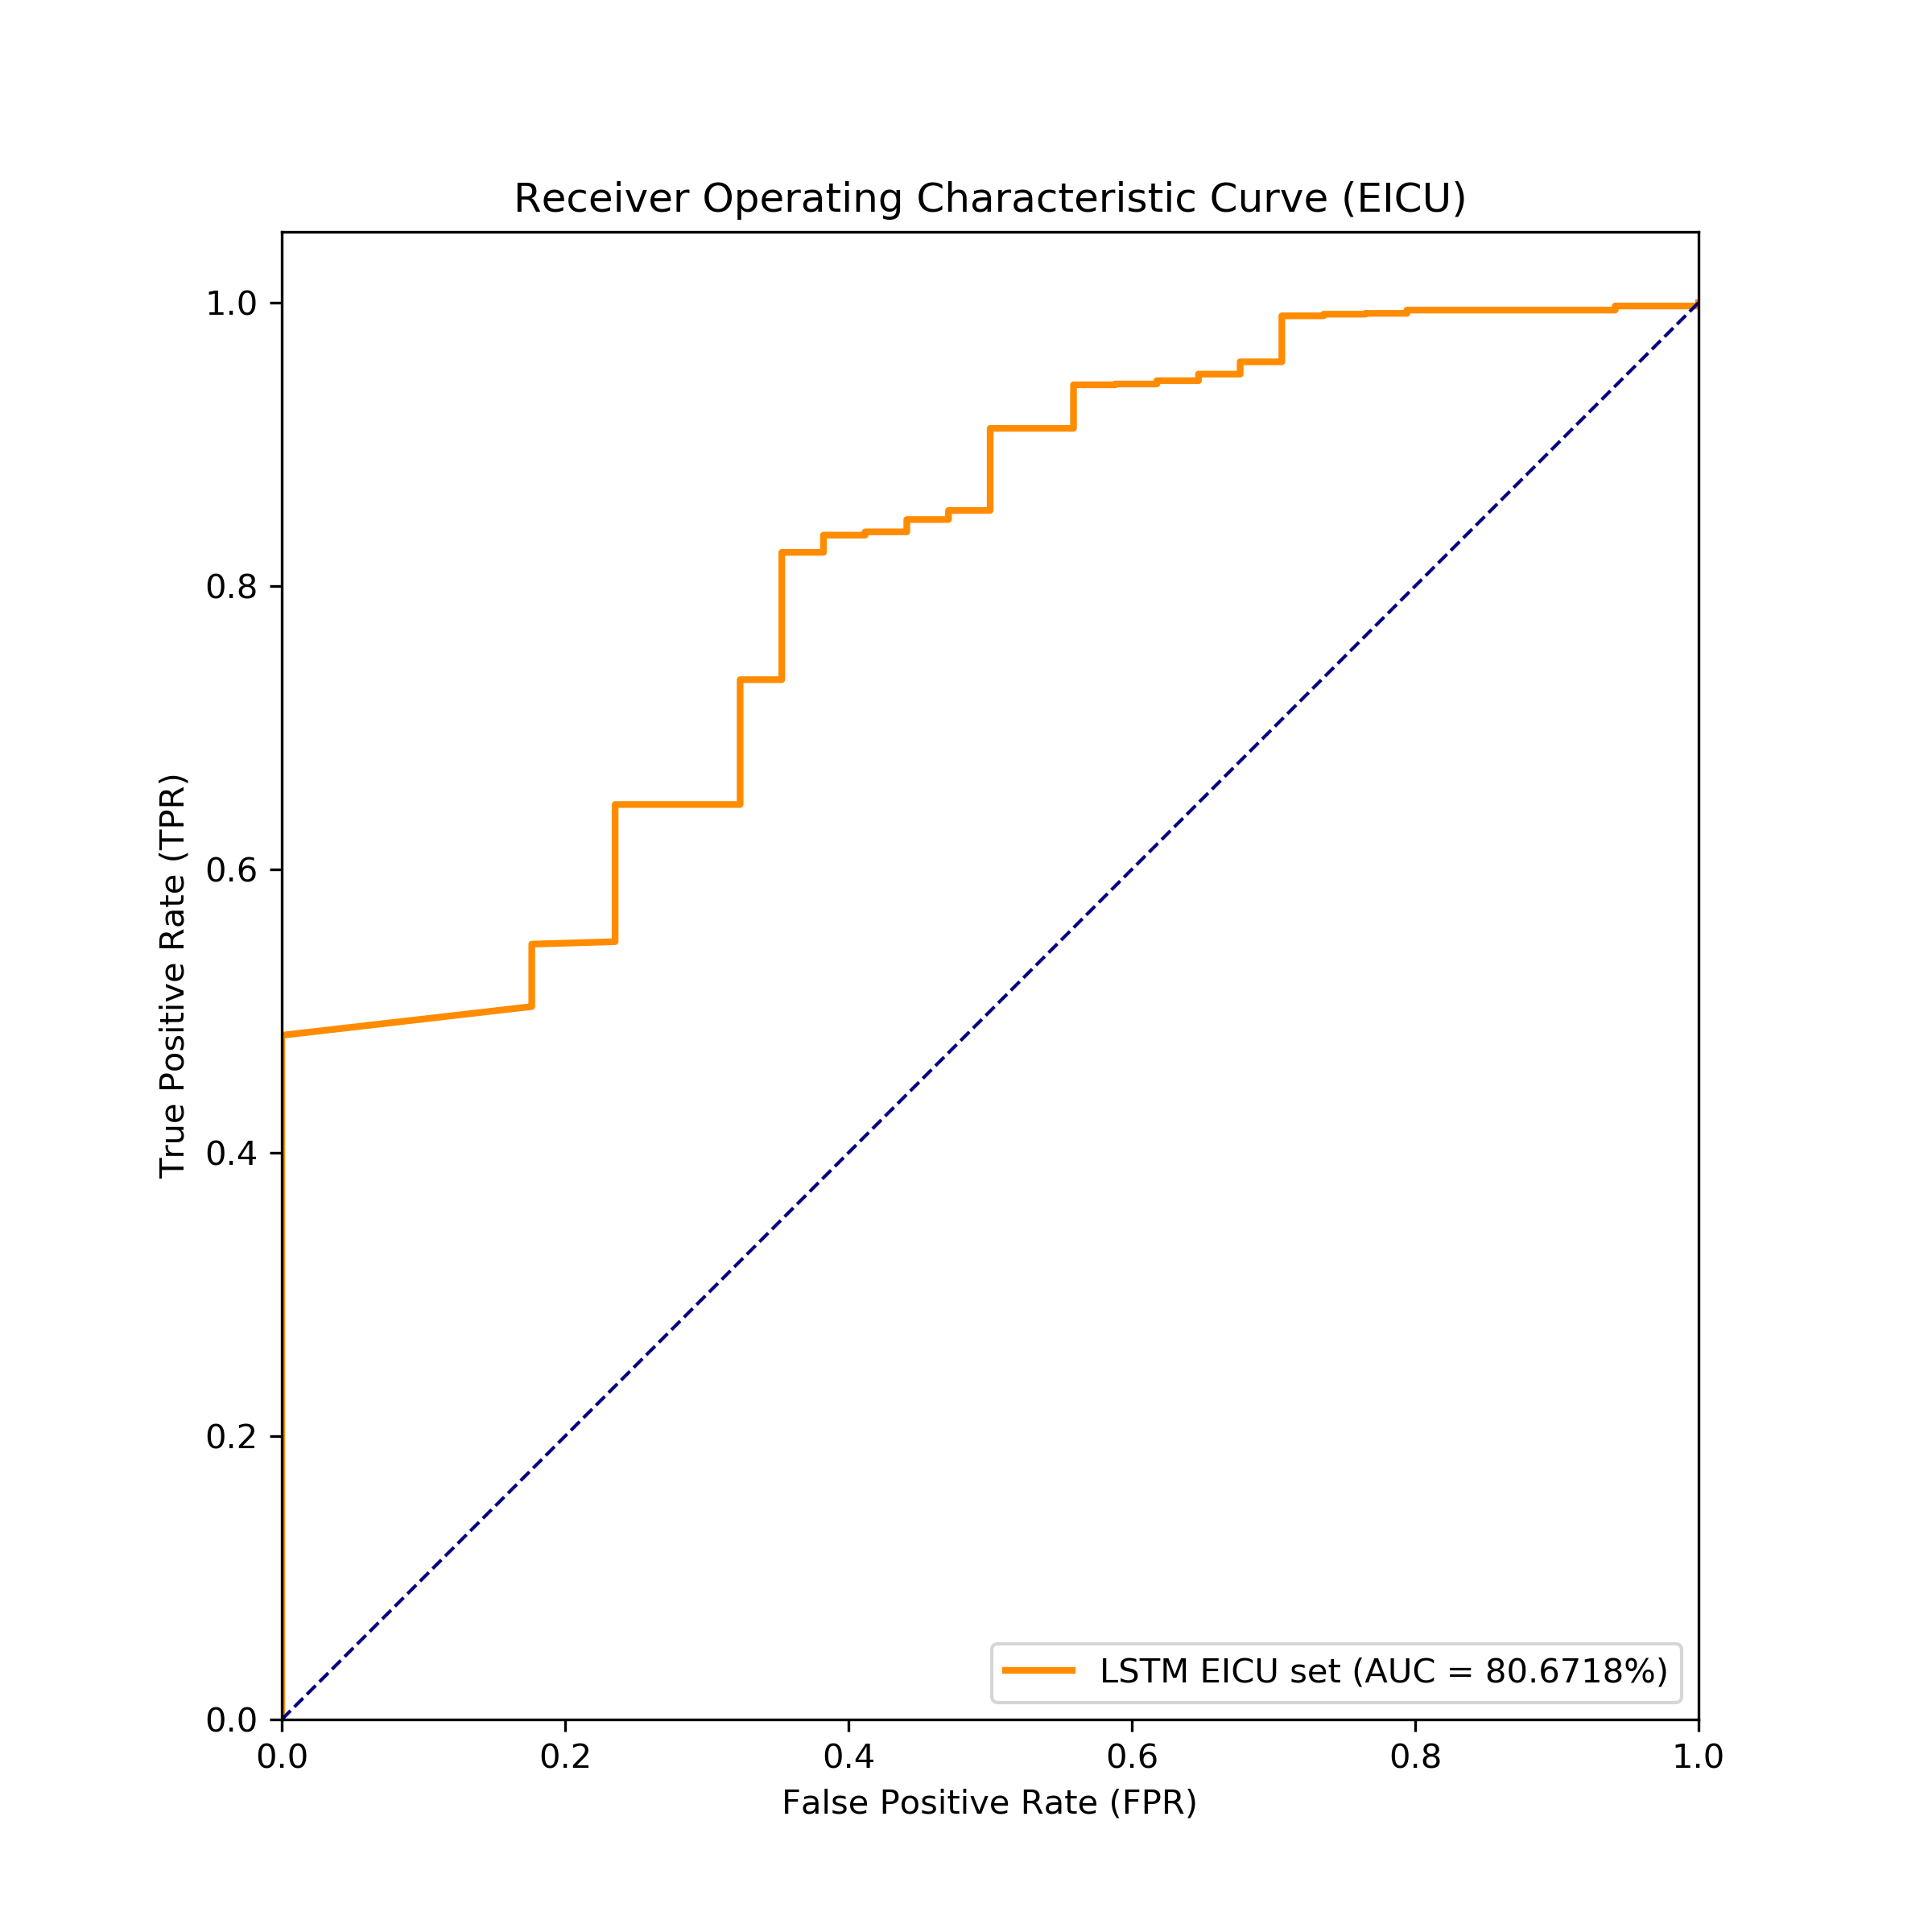 Receiver Operating Characteristic Curve (EICU)
True Positive Rate (TPR)
1.0
0.8
0.6
0.4
0.2
0.0
LSTM EICU set (AUC = 80.6718%)
0.0 0.2 0.4 0.6 0.8 1.0
False Positive Rate (FPR)